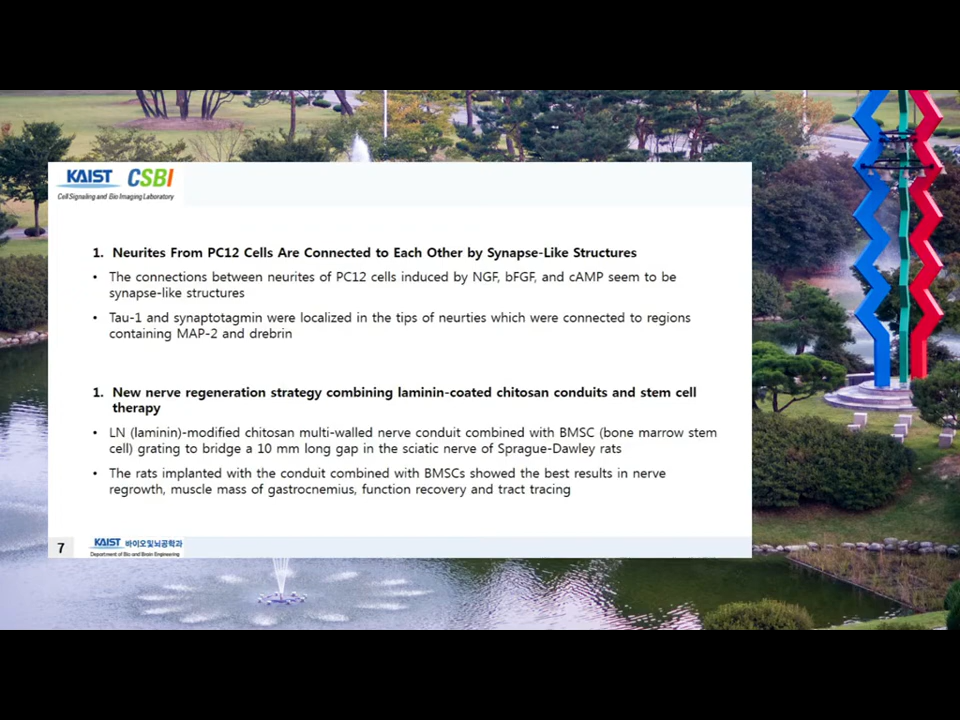 KAIST CSBI
Cell Signaling and Bio Imaging Laboratory
1. Neurites From PC12 Cells Are Connected to Each Other by Synapse-Like Structures
• The connections between neurites of PC12 cells induced by NGF, bFGF, and cAMP seem to be
synapse-like structures
• Tau-1 and synaptotagmin were localized in the tips of neurties which were connected to regions
containing MAP-2 and drebrin
1. New nerve regeneration strategy combining laminin-coated chitosan conduits and stem cell
therapy
• LN (laminin)-modified chitosan multi-walled nerve conduit combined with BMSC (bone marrow stem
cell) grating to bridge a 10 mm long gap in the sciatic nerve of Sprague-Dawley rats
• The rats implanted with the conduit combined with BMSCs showed the best results in nerve
regrowth, muscle mass of gastrocnemius, function recovery and tract tracing
7
KAIST 바이오및뇌공학과
Department of Bio and Brain Engineering